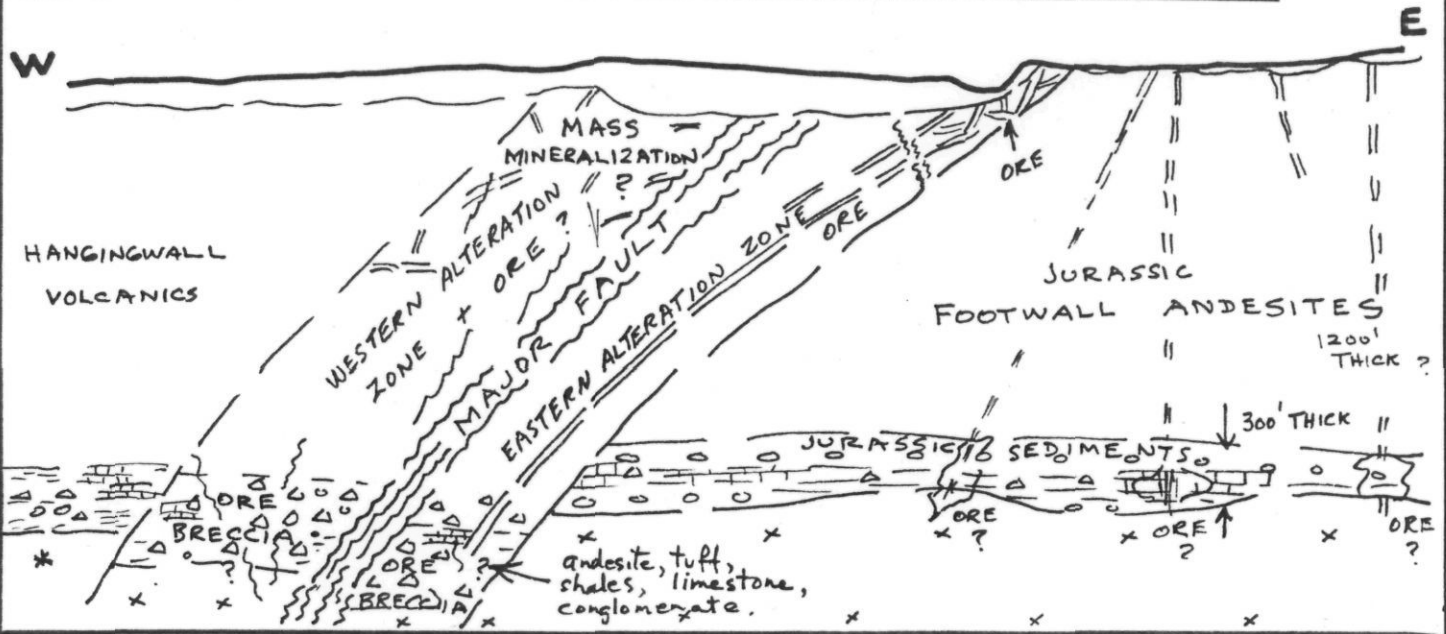 W
E
MASS
MINERALIZATION
?
ORE
HANGINGWALL
VOLCANICS
WESTERN ALTERATION
ZONE + ORE ?
MAJOR FAULT
EASTERN ALTERATION ZONE
ORE
JURASSIC
FOOTWALL ANDESITES
1200'
THICK ?
300' THICK
JURASSIC SEDIMENTS
ORE
BRECCIA
?
ORE ?
BRECCIA
andesite, tuff,
shales, limestone,
conglomerate.
ORE
?
ORE
?
ORE
?